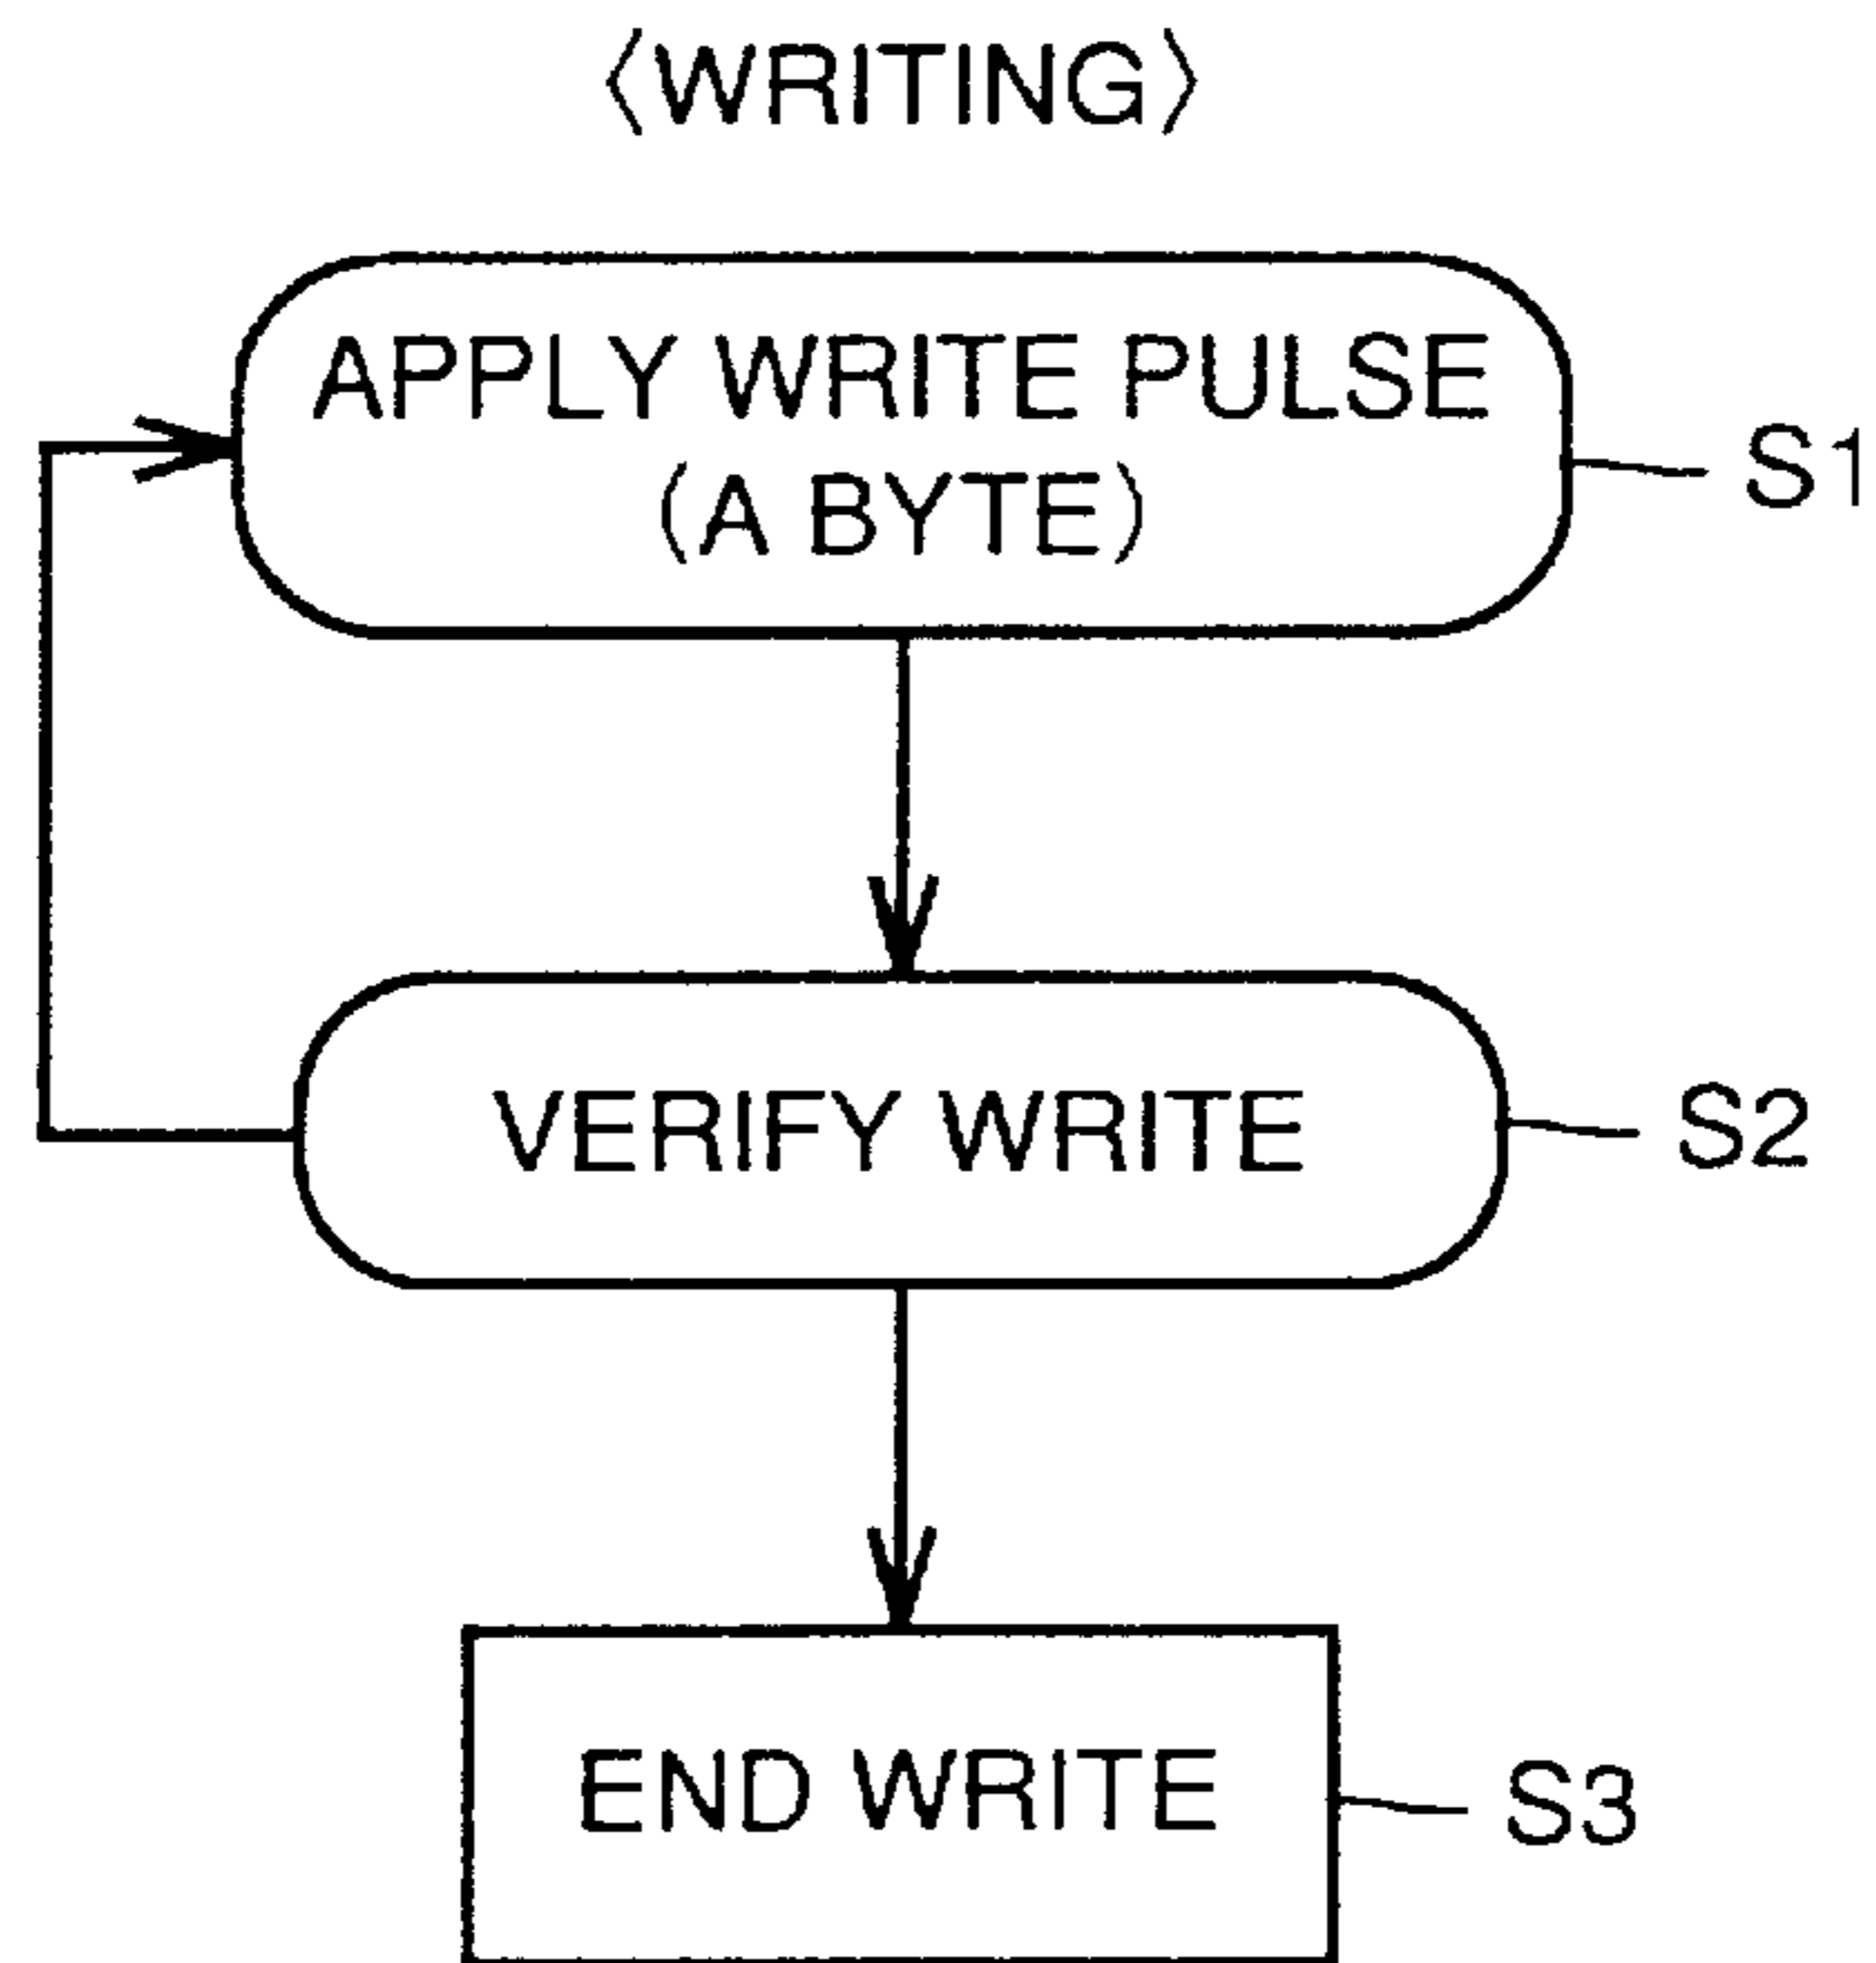 〈WRITING〉
APPLY WRITE PULSE
(A BYTE)
S1
VERIFY WRITE
S2
END WRITE
S3